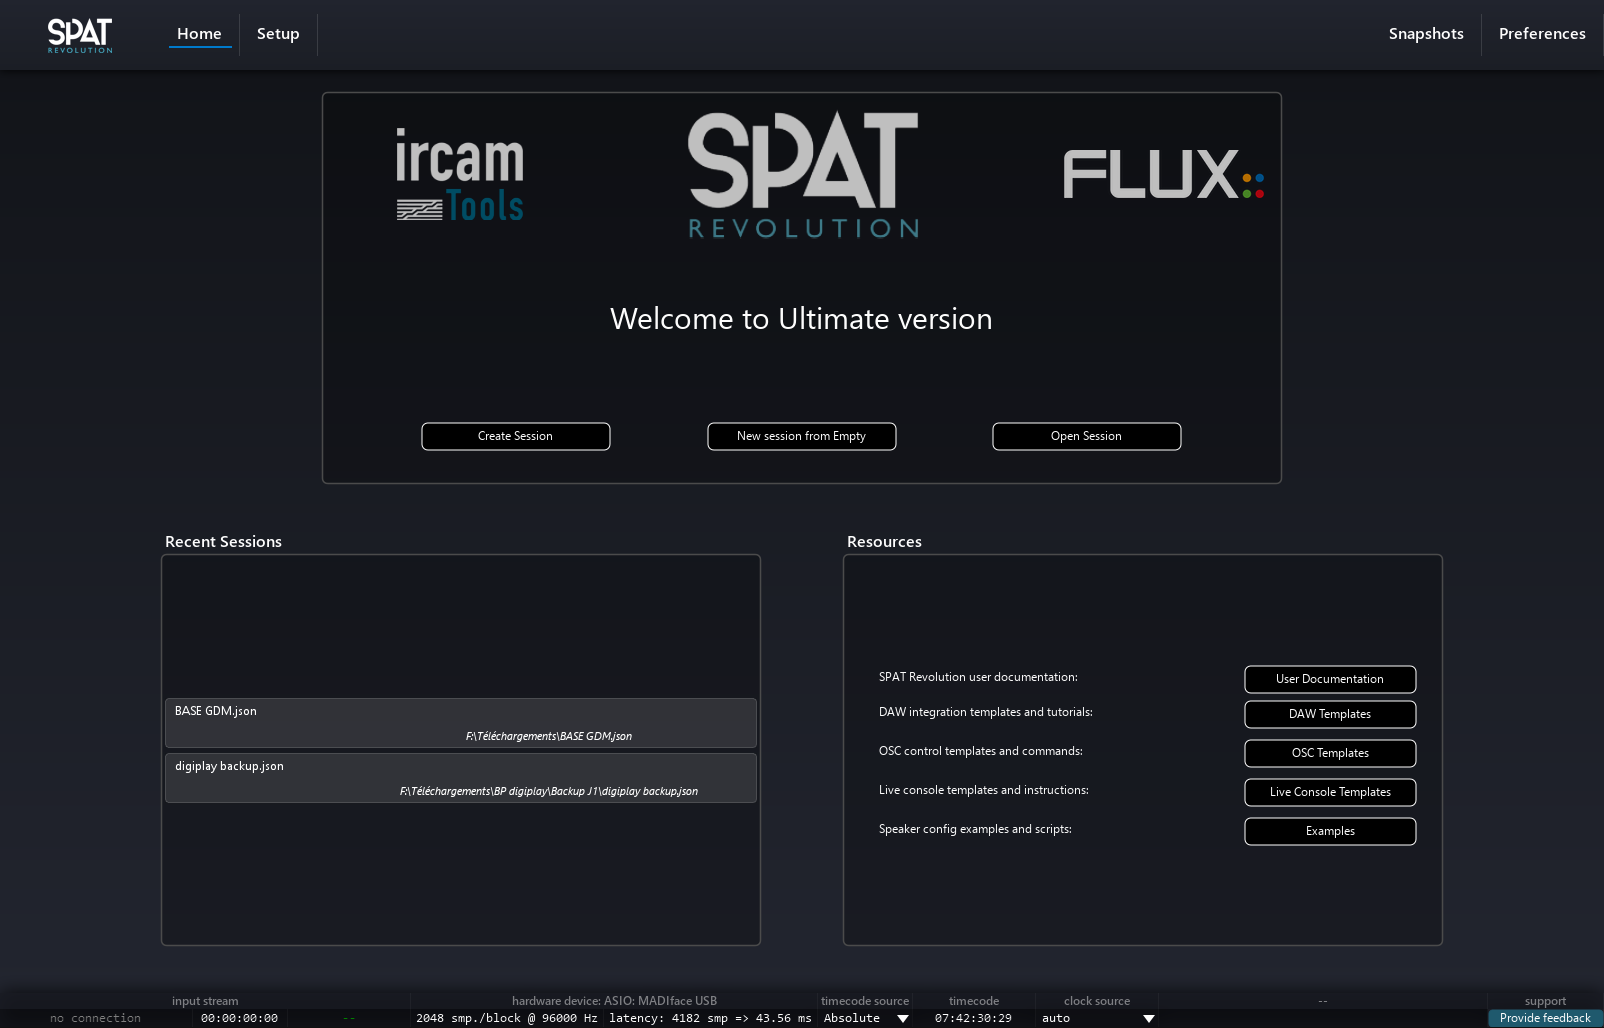 SPAT
REVOLUTION
Home
Setup
Snapshots
Preferences
ircam
Tools
SPAT
REVOLUTION
FLUX::
Welcome to Ultimate version
Create Session
New session from Empty
Open Session
Recent Sessions
BASE GDM.json
F:\Téléchargements\BASE GDM.json
digiplay backup.json
F:\Téléchargements\BP digiplay\Backup J1\digiplay backup.json
Resources
SPAT Revolution user documentation:
User Documentation
DAW integration templates and tutorials:
DAW Templates
OSC control templates and commands:
OSC Templates
Live console templates and instructions:
Live Console Templates
Speaker config examples and scripts:
Examples
input stream
hardware device: ASIO: MADIface USB
timecode source
timecode
clock source
--
support
no connection
00:00:00:00
--
2048 smp./block @ 96000 Hz
latency: 4182 smp => 43.56 ms
Absolute
07:42:30:29
auto
Provide feedback